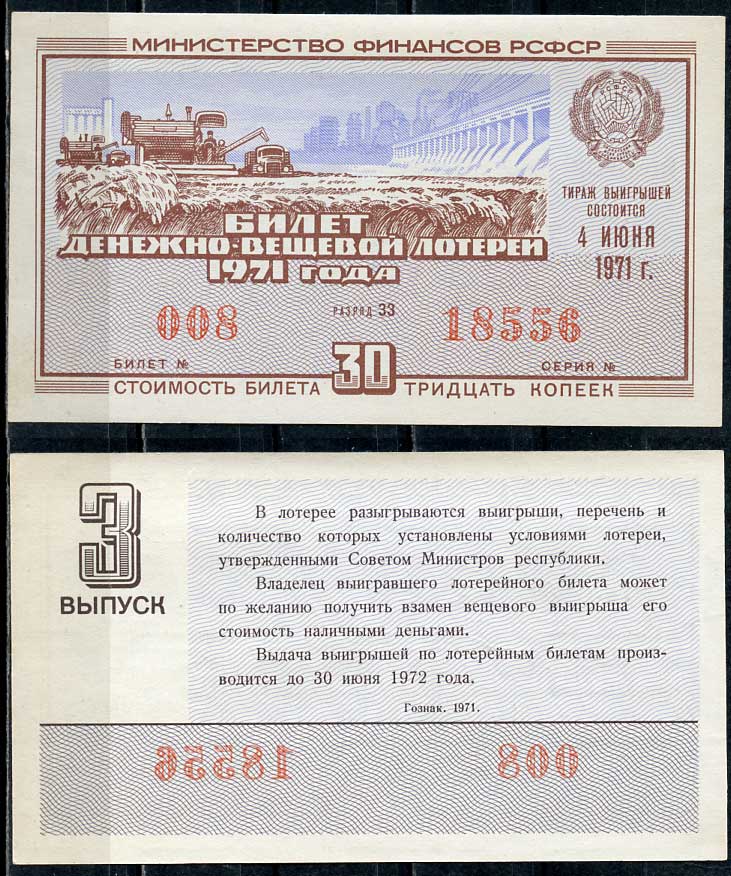 МИНИСТЕРСТВО ФИНАНСОВ РСФСР
РСФСР
ТИРАЖ ВЫИГРЫШЕЙ
СОСТОИТСЯ
4 ИЮНЯ
1971 г.
БИЛЕТ
ДЕНЕЖНО-ВЕЩЕВОЙ ЛОТЕРЕИ
1971 ГОДА
008 РАЗРЯД 33 18556
БИЛЕТ № СЕРИЯ №
СТОИМОСТЬ БИЛЕТА 30 ТРИДЦАТЬ КОПЕЕК
3
ВЫПУСК
В лотерее разыгрываются выигрыши, перечень и
количество которых установлены условиями лотереи,
утвержденными Советом Министров республики.
Владелец выигравшего лотерейного билета может
по желанию получить взамен вещевого выигрыша его
стоимость наличными деньгами.
Выдача выигрышей по лотерейным билетам произ-
водится до 30 июня 1972 года.
Гознак. 1971.
18556 008